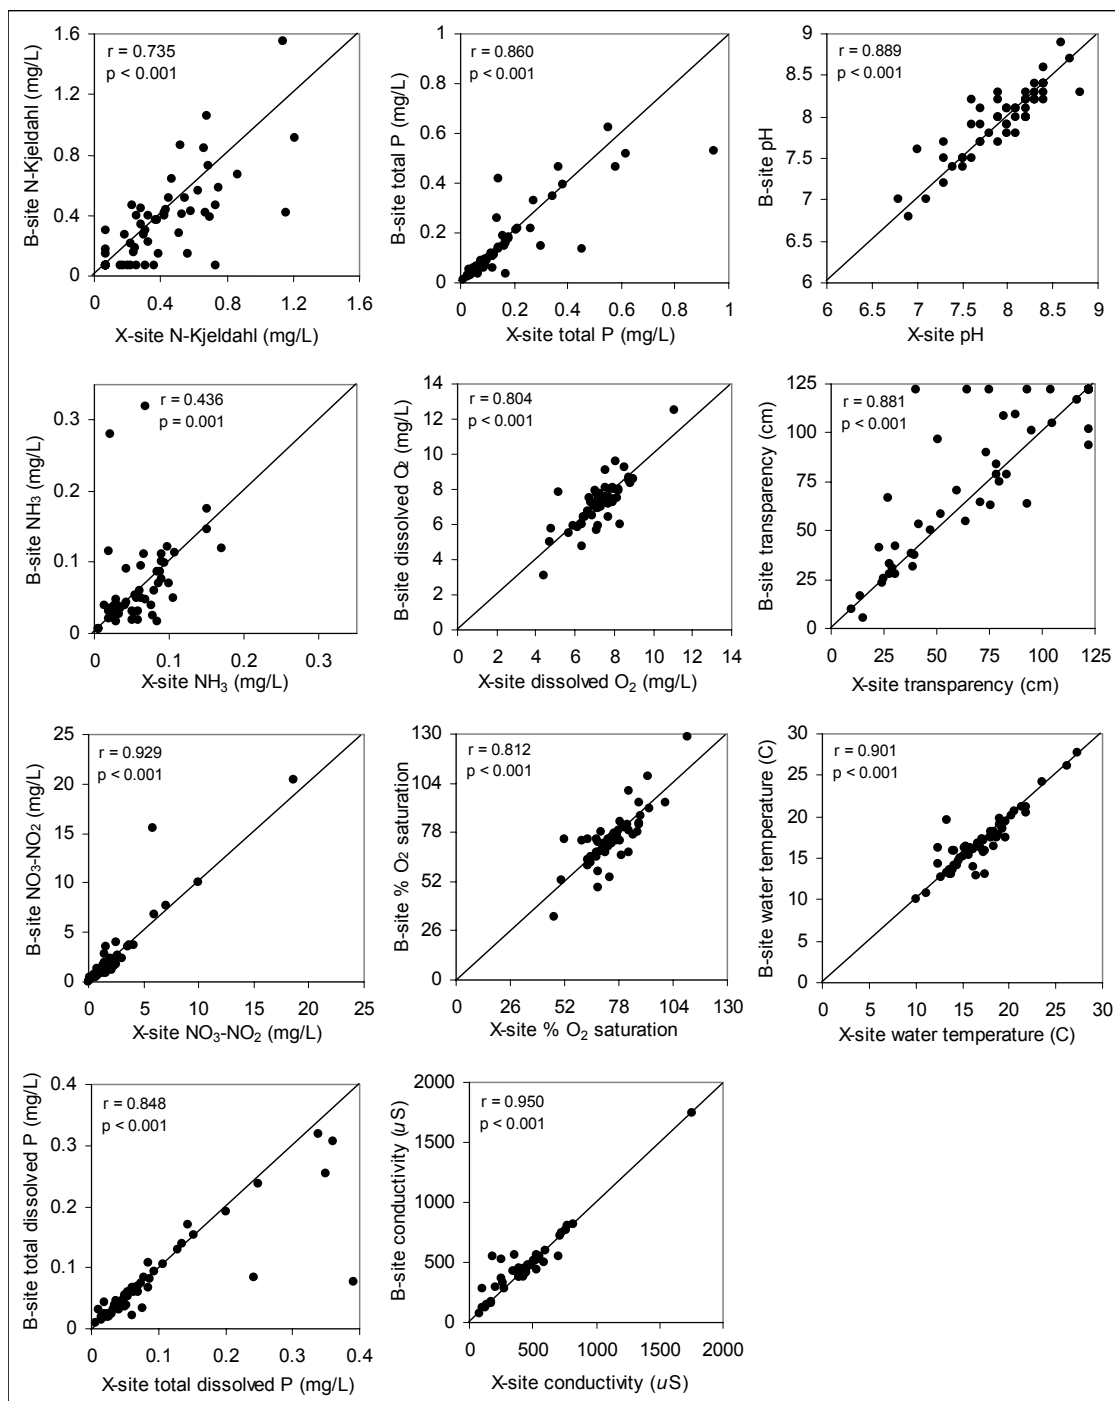 1.6
1.2
0.8
0.4
0
0
0.4
0.8
1.2
1.6
r = 0.735
p < 0.001
B-site N-Kjeldahl (mg/L)
X-site N-Kjeldahl (mg/L)
1
0.8
0.6
0.4
0.2
0
0
0.2
0.4
0.6
0.8
1
r = 0.860
p < 0.001
B-site total P (mg/L)
X-site total P (mg/L)
9
8.5
8
7.5
7
6.5
6
6
6.5
7
7.5
8
8.5
9
r = 0.889
p < 0.001
B-site pH
X-site pH
0.3
0.2
0.1
0
0
0.1
0.2
0.3
r = 0.436
p = 0.001
B-site NH₃ (mg/L)
X-site NH₃ (mg/L)
14
12
10
8
6
4
2
0
0
2
4
6
8
10
12
14
r = 0.804
p < 0.001
B-site dissolved O₂ (mg/L)
X-site dissolved O₂ (mg/L)
125
100
75
50
25
0
0
25
50
75
100
125
r = 0.881
p < 0.001
B-site transparency (cm)
X-site transparency (cm)
25
20
15
10
5
0
0
5
10
15
20
25
r = 0.929
p < 0.001
B-site NO₃-NO₂ (mg/L)
X-site NO₃-NO₂ (mg/L)
130
104
78
52
26
0
0
26
52
78
104
130
r = 0.812
p < 0.001
B-site % O₂ saturation
X-site % O₂ saturation
30
25
20
15
10
5
0
0
5
10
15
20
25
30
r = 0.901
p < 0.001
B-site water temperature (C)
X-site water temperature (C)
0.4
0.3
0.2
0.1
0
0
0.1
0.2
0.3
0.4
r = 0.848
p < 0.001
B-site total dissolved P (mg/L)
X-site total dissolved P (mg/L)
2000
1500
1000
500
0
0
500
1000
1500
2000
r = 0.950
p < 0.001
B-site conductivity (uS)
X-site conductivity (uS)